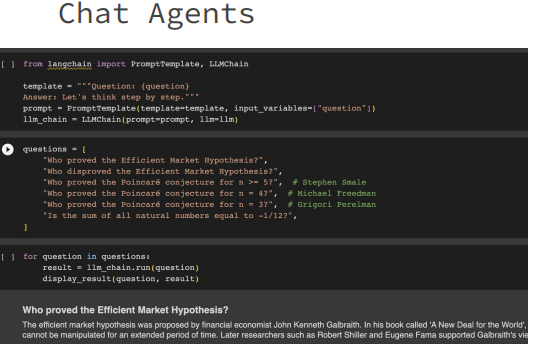 Chat Agents
[ ] from langchain import PromptTemplate, LLMChain
template = """Question: {question}
Answer: Let's think step by step."""
prompt = PromptTemplate(template=template, input_variables=["question"])
llm_chain = LLMChain(prompt=prompt, llm=llm)
questions = [
"Who proved the Efficient Market Hypothesis?",
"Who disproved the Efficient Market Hypothesis?",
"Who proved the Poincaré conjecture for n >= 5?",  # Stephen Smale
"Who proved the Poincaré conjecture for n = 4?",  # Michael Freedman
"Who proved the Poincaré conjecture for n = 3?",  # Grigori Perelman
"Is the sum of all natural numbers equal to -1/12?",
]
[ ] for question in questions:
result = llm_chain.run(question)
display_result(question, result)
Who proved the Efficient Market Hypothesis?
The efficient market hypothesis was proposed by financial economist John Kenneth Galbraith. In his book called 'A New Deal for the World',
cannot be manipulated for an extended period of time. Later researchers such as Robert Shiller and Eugene Fama supported Galbraith's vie